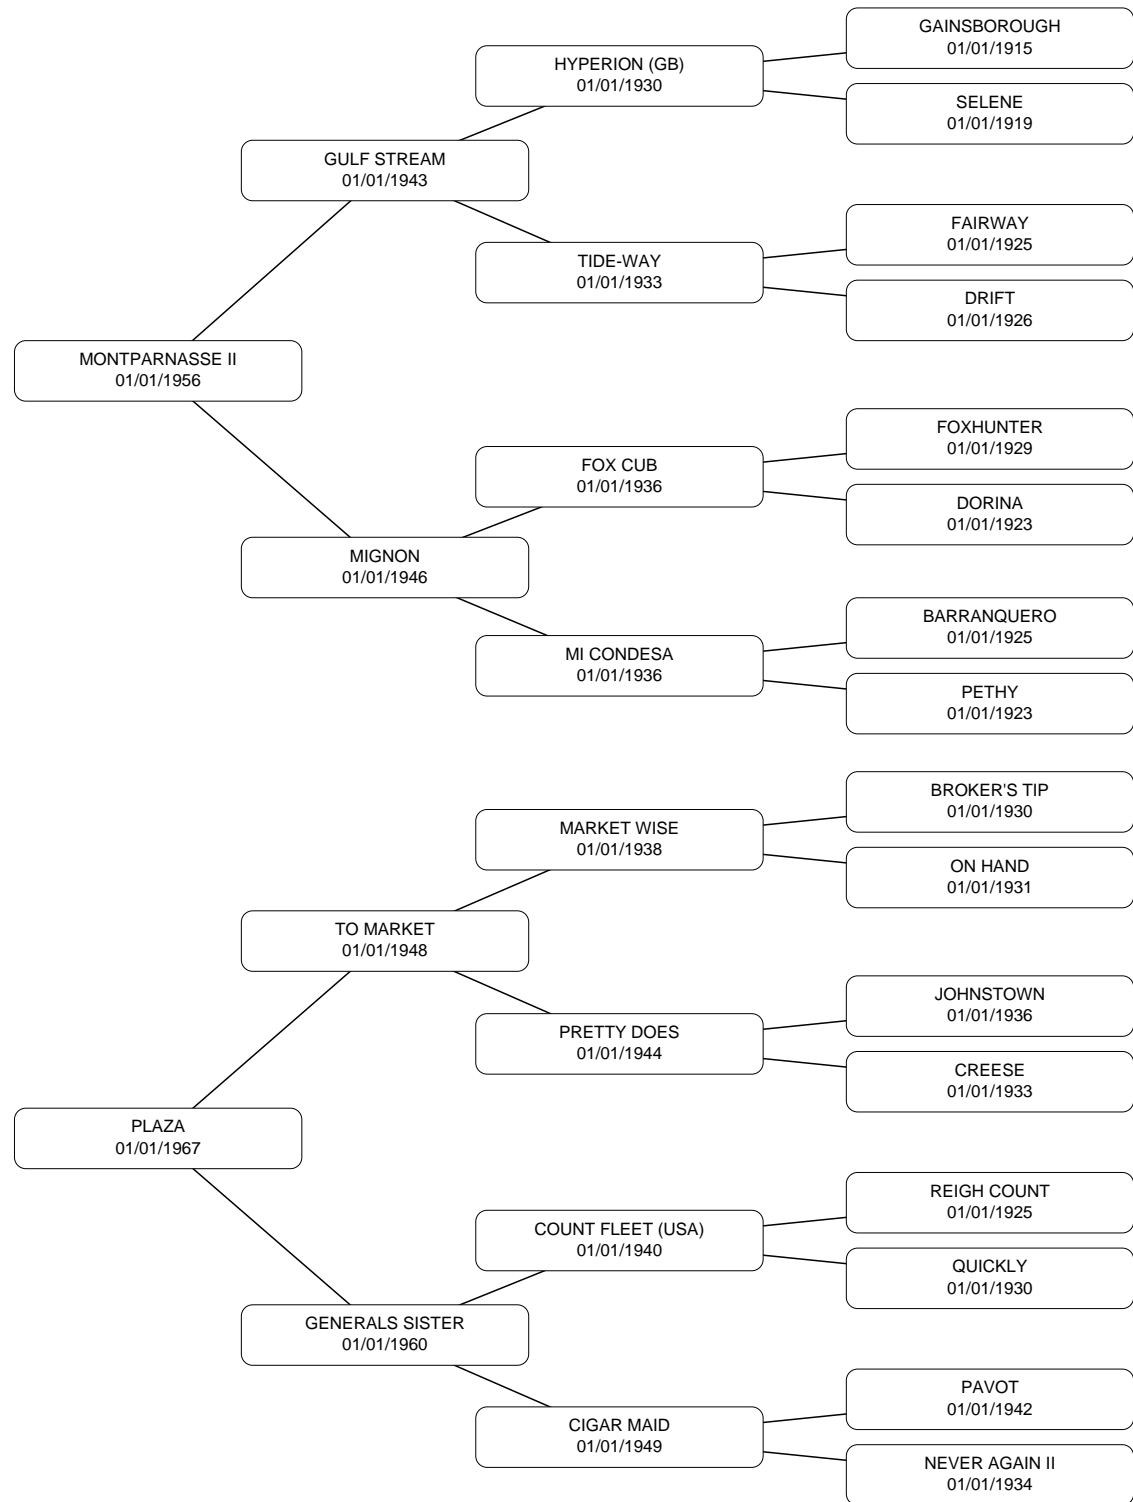 GAINSBOROUGH
01/01/1915
HYPERION (GB)
01/01/1930
SELENE
01/01/1919
GULF STREAM
01/01/1943
FAIRWAY
01/01/1925
TIDE-WAY
01/01/1933
DRIFT
01/01/1926
MONTPARNASSE II
01/01/1956
FOXHUNTER
01/01/1929
FOX CUB
01/01/1936
DORINA
01/01/1923
MIGNON
01/01/1946
BARRANQUERO
01/01/1925
MI CONDESA
01/01/1936
PETHY
01/01/1923
BROKER'S TIP
01/01/1930
MARKET WISE
01/01/1938
ON HAND
01/01/1931
TO MARKET
01/01/1948
JOHNSTOWN
01/01/1936
PRETTY DOES
01/01/1944
CREESE
01/01/1933
PLAZA
01/01/1967
REIGH COUNT
01/01/1925
COUNT FLEET (USA)
01/01/1940
QUICKLY
01/01/1930
GENERALS SISTER
01/01/1960
PAVOT
01/01/1942
CIGAR MAID
01/01/1949
NEVER AGAIN II
01/01/1934